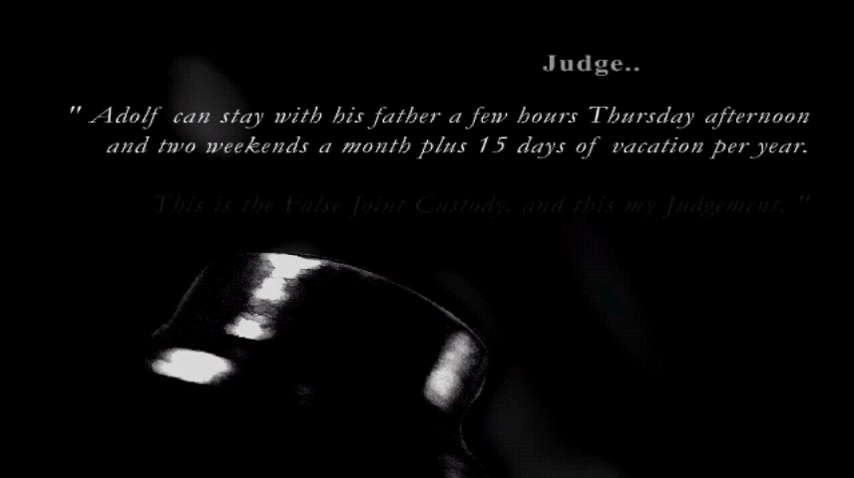 Judge..
" Adolf can stay with his father a few hours Thursday afternoon
and two weekends a month plus 15 days of vacation per year.
This is the False Joint Custody, and this my Judgement. "